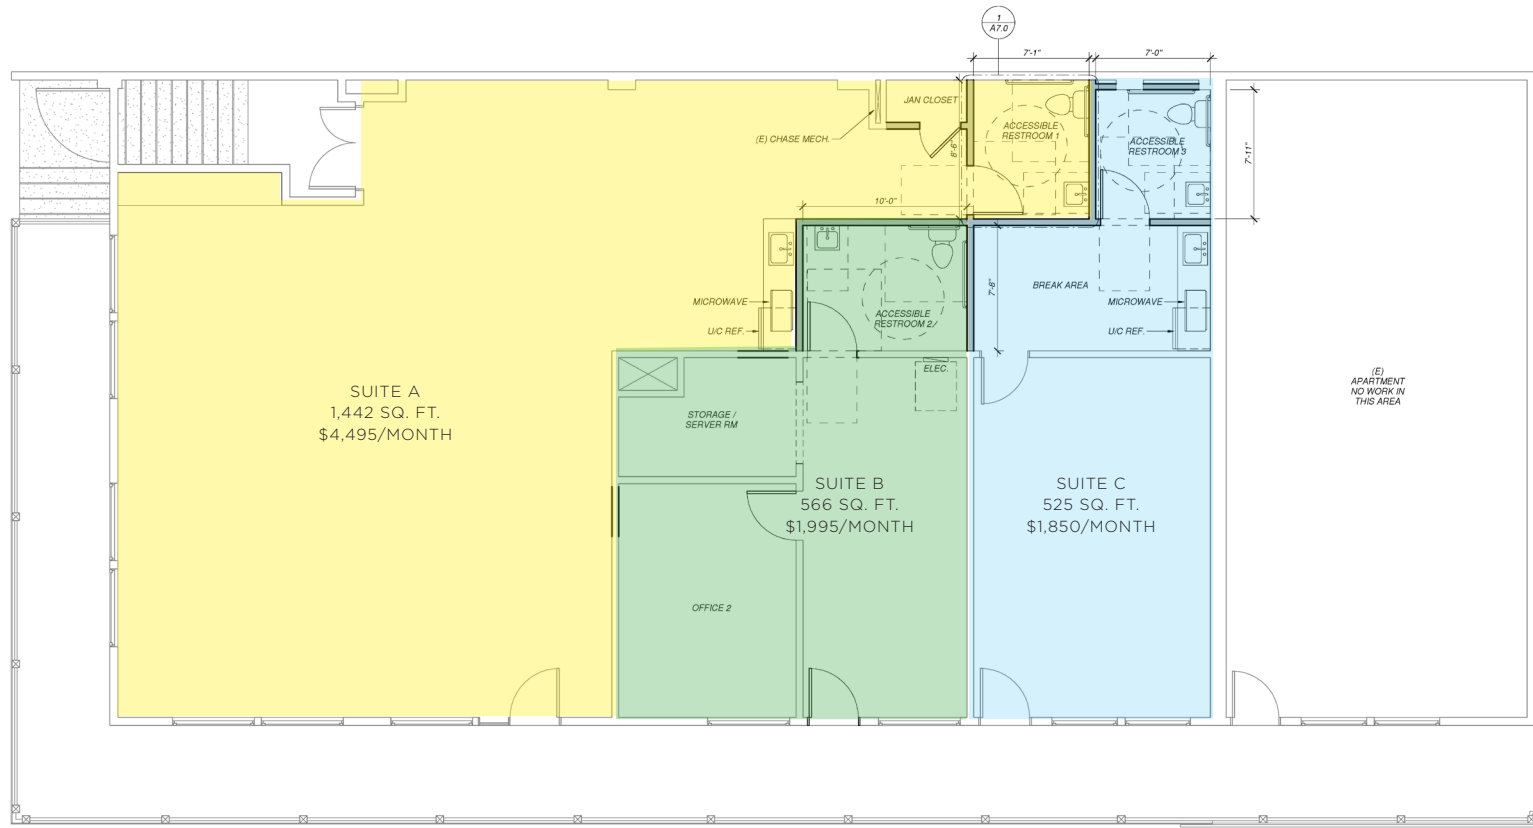 1
A7.0
7'-1"
7'-0"
JAN CLOSET
(E) CHASE MECH.
8'-6"
ACCESSIBLE
RESTROOM 1
ACCESSIBLE
RESTROOM 3
7'-11"
10'-0"
7'-8"
BREAK AREA
MICROWAVE
U/C REF.
MICROWAVE
U/C REF.
ACCESSIBLE
RESTROOM 2
ELEC.
SUITE A
1,442 SQ. FT.
$4,495/MONTH
STORAGE /
SERVER RM
(E)
APARTMENT
NO WORK IN
THIS AREA
SUITE B
566 SQ. FT.
$1,995/MONTH
SUITE C
525 SQ. FT.
$1,850/MONTH
OFFICE 2